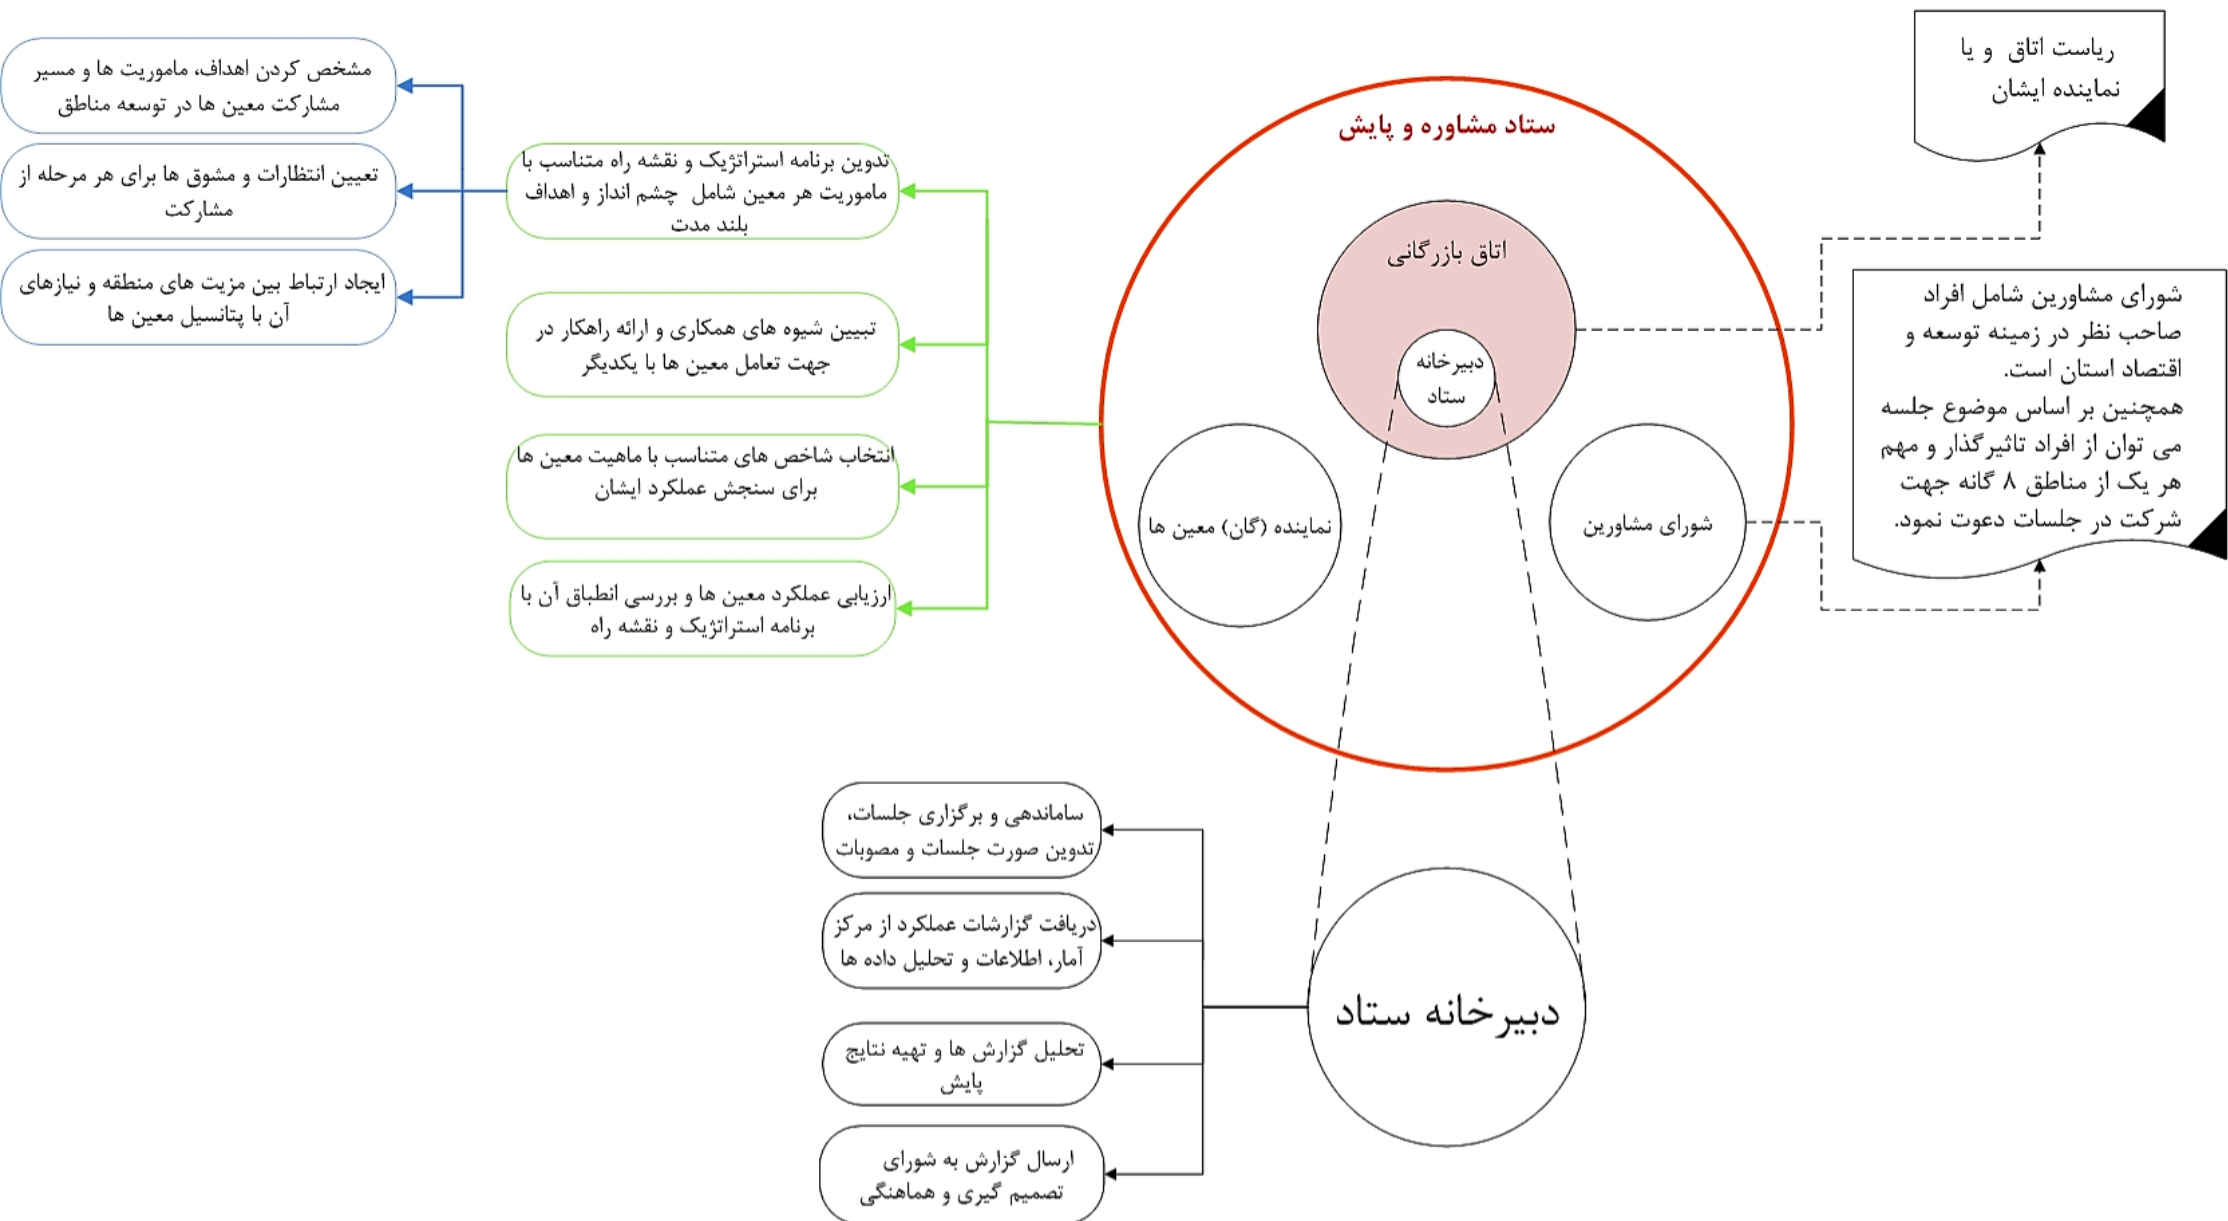 ریاست اتاق و یا
نماینده ایشان
ستاد مشاوره و پایش
اتاق بازرگانی
دبیرخانه
ستاد
شورای مشاورین
نماینده (گان) معین ها
شورای مشاورین شامل افراد
صاحب نظر در زمینه توسعه و
اقتصاد استان است.
همچنین بر اساس موضوع جلسه
می توان از افراد تاثیرگذار و مهم
هر یک از مناطق ۸ گانه جهت
شرکت در جلسات دعوت نمود.
تدوین برنامه استراتژیک و نقشه راه متناسب با
ماموریت هر معین شامل چشم انداز و اهداف
بلند مدت
تبیین شیوه های همکاری و ارائه راهکار در
جهت تعامل معین ها با یکدیگر
انتخاب شاخص های متناسب با ماهیت معین ها
برای سنجش عملکرد ایشان
ارزیابی عملکرد معین ها و بررسی انطباق آن با
برنامه استراتژیک و نقشه راه
مشخص کردن اهداف، ماموریت ها و مسیر
مشارکت معین ها در توسعه مناطق
تعیین انتظارات و مشوق ها برای هر مرحله از
مشارکت
ایجاد ارتباط بین مزیت های منطقه و نیازهای
آن با پتانسیل معین ها
دبیرخانه ستاد
ساماندهی و برگزاری جلسات،
تدوین صورت جلسات و مصوبات
دریافت گزارشات عملکرد از مرکز
آمار، اطلاعات و تحلیل داده ها
تحلیل گزارش ها و تهیه نتایج
پایش
ارسال گزارش به شورای
تصمیم گیری و هماهنگی